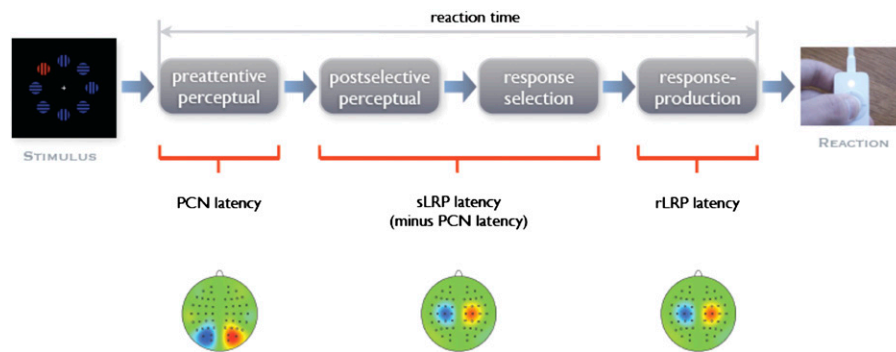 reaction time
preattentive
perceptual
postselective
perceptual
response
selection
response-
production
STIMULUS
REACTION
PCN latency
sLRP latency
(minus PCN latency)
rLRP latency